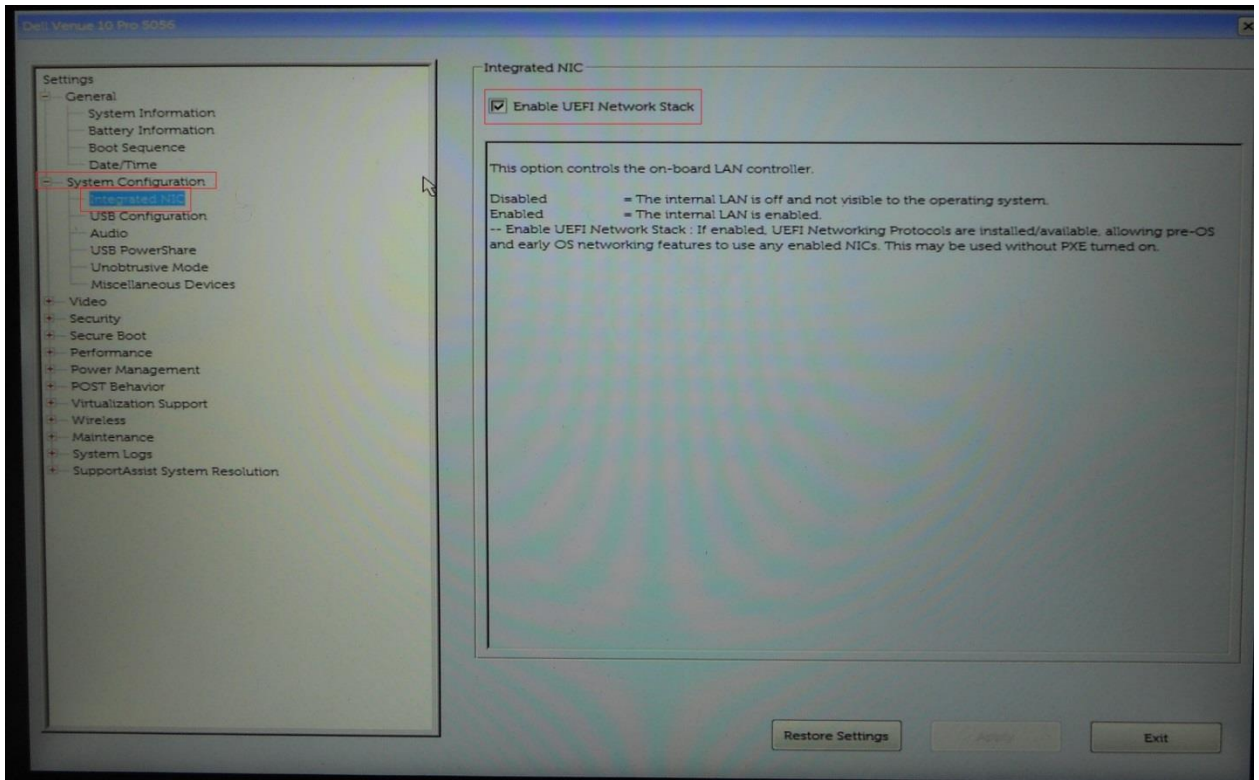 Dell Venue 10 Pro 5056
Settings
General
System Information
Battery Information
Boot Sequence
Date/Time
System Configuration
Integrated NIC
USB Configuration
Audio
USB PowerShare
Unobtrusive Mode
Miscellaneous Devices
Video
Security
Secure Boot
Performance
Power Management
POST Behavior
Virtualization Support
Wireless
Maintenance
System Logs
SupportAssist System Resolution
Integrated NIC
Enable UEFI Network Stack
This option controls the on-board LAN controller.
Disabled = The internal LAN is off and not visible to the operating system.
Enabled = The internal LAN is enabled.
-- Enable UEFI Network Stack : If enabled, UEFI Networking Protocols are installed/available, allowing pre-OS
and early OS networking features to use any enabled NICs. This may be used without PXE turned on.
Restore Settings
Apply
Exit